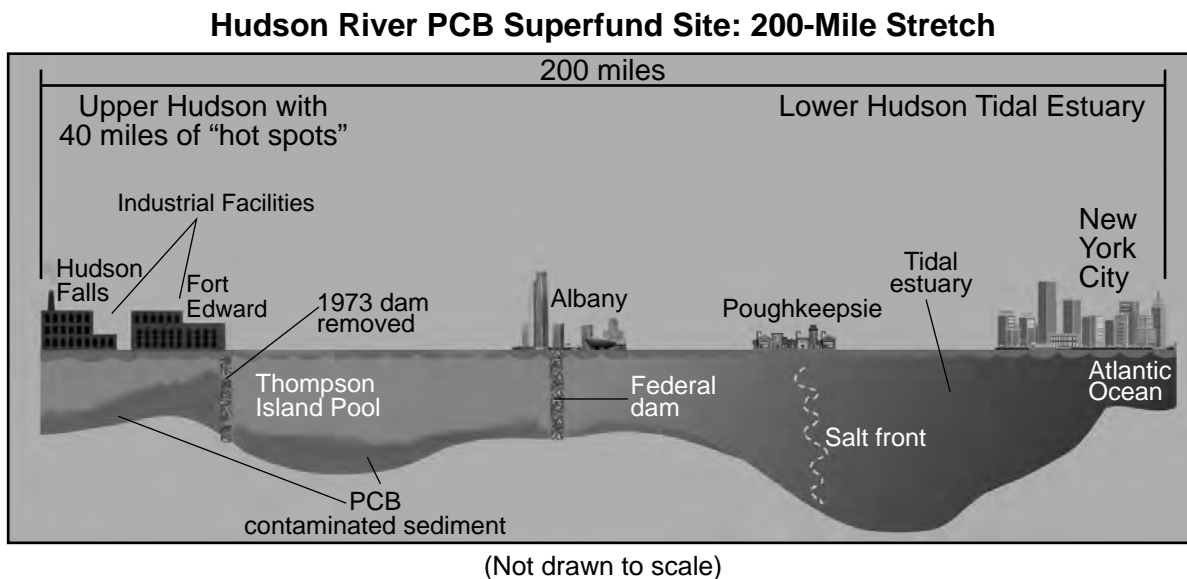 Hudson River PCB Superfund Site: 200-Mile Stretch
200 miles
Upper Hudson with
40 miles of “hot spots”
Lower Hudson Tidal Estuary
Industrial Facilities
Hudson
Falls
Fort
Edward
1973 dam
removed
Albany
Poughkeepsie
Tidal
estuary
New
York
City
Thompson
Island Pool
Federal
dam
Salt front
Atlantic
Ocean
PCB
contaminated sediment
(Not drawn to scale)